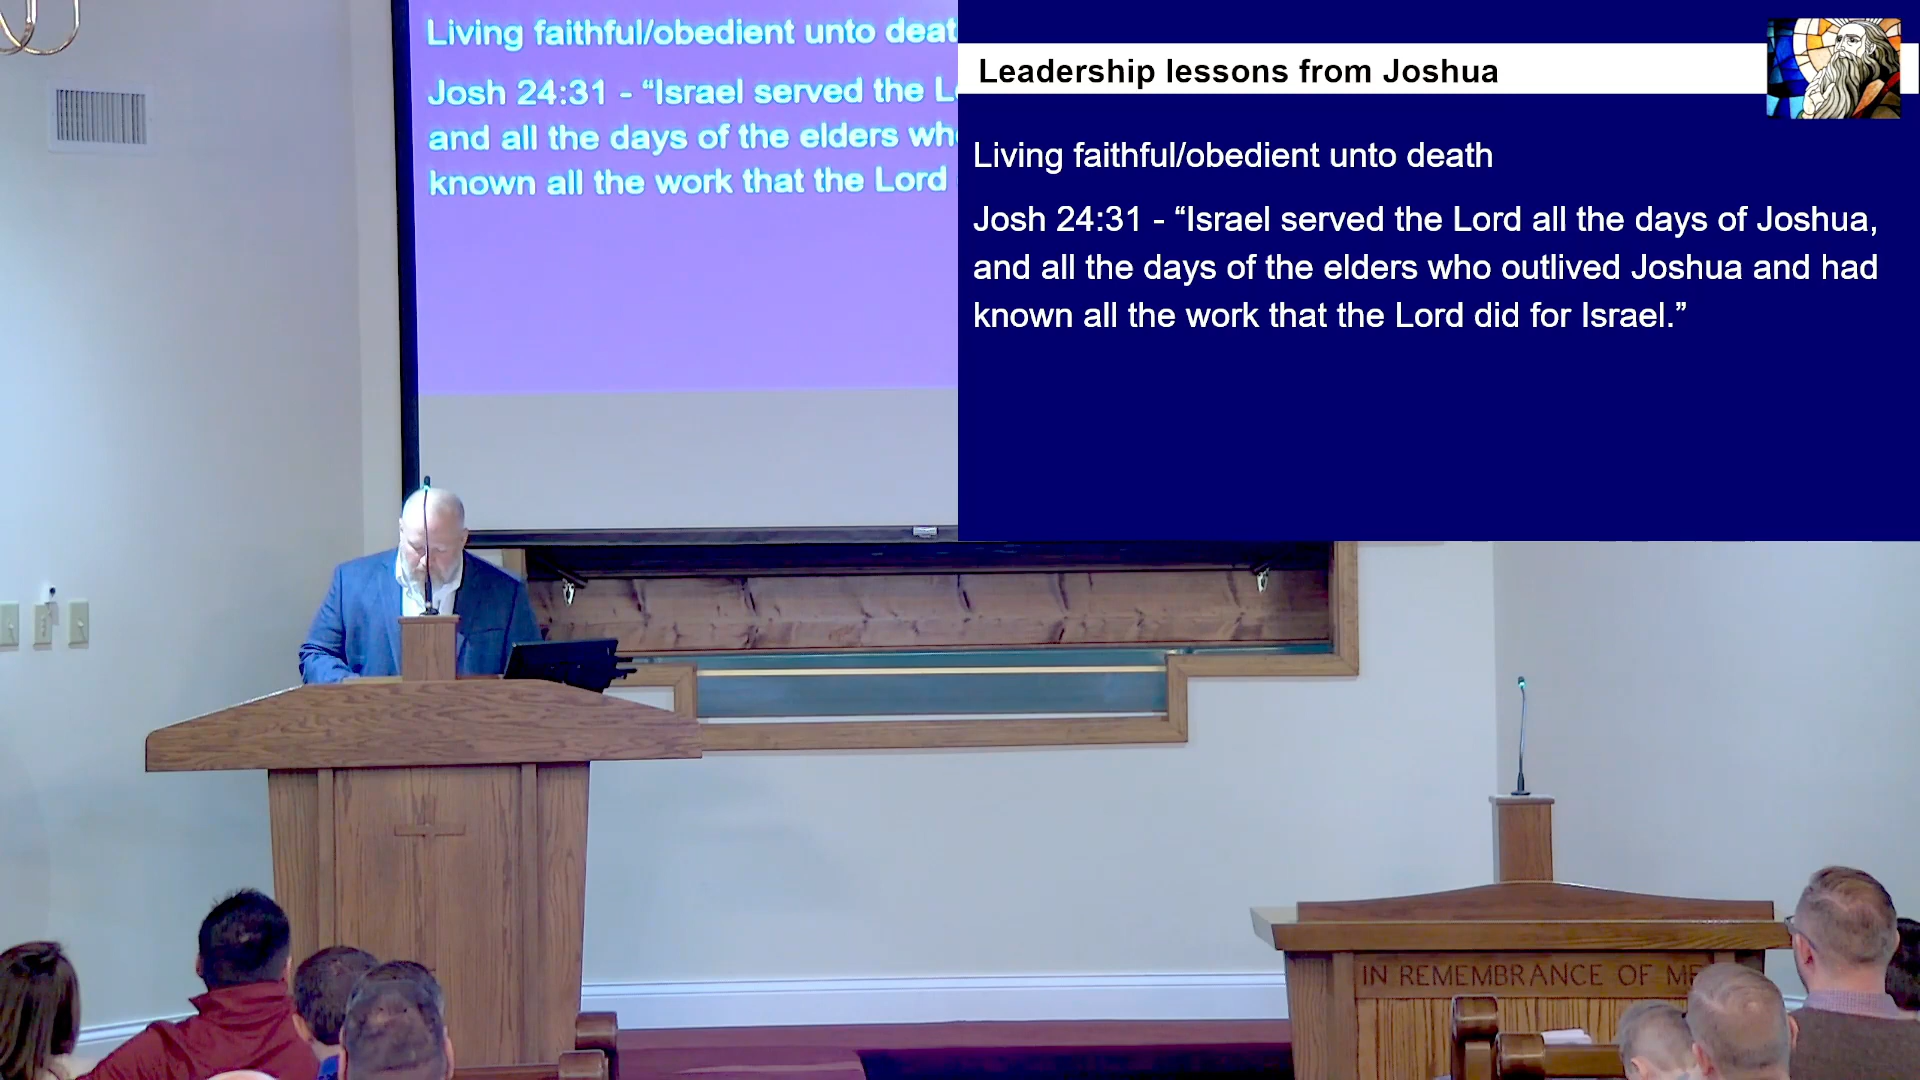 Living faithful/obedient unto
Josh 24:31 - “Israel served the
and all the days of the elders
known all the work that the Lord
Leadership lessons from Joshua
Living faithful/obedient unto death
Josh 24:31 - “Israel served the Lord all the days of Joshua,
and all the days of the elders who outlived Joshua and had
known all the work that the Lord did for Israel.”
IN REMEMBRANCE OF